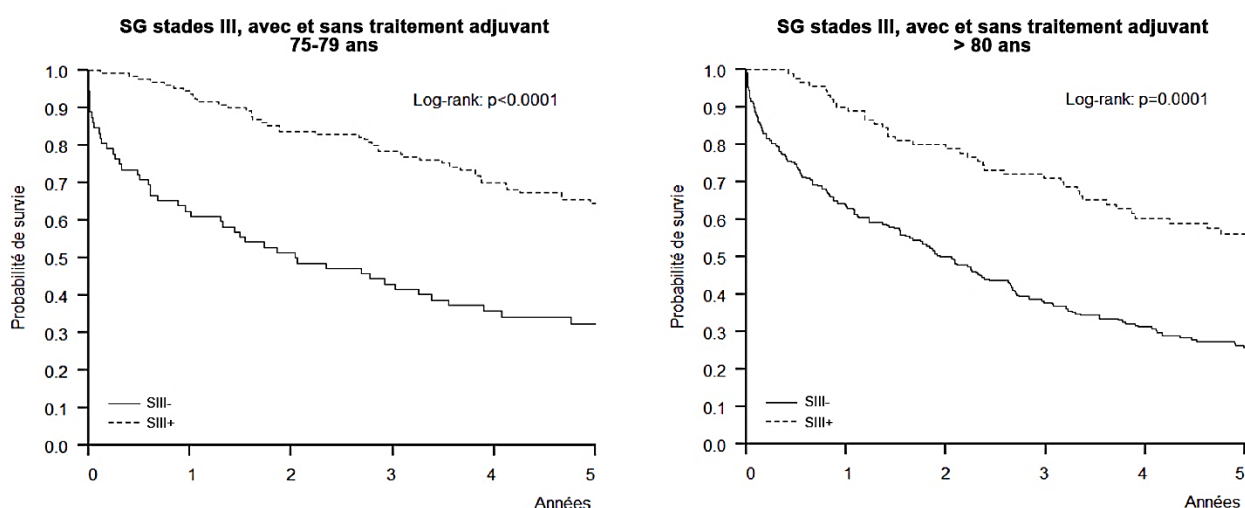 SG stades III, avec et sans traitement adjuvant
75-79 ans
Probabilité de survie
1.0
0.9
0.8
0.7
0.6
0.5
0.4
0.3
0.2
0.1
0.0
Log-rank: p<0.0001
SIII-
SIII+
0 1 2 3 4 5
Années
SG stades III, avec et sans traitement adjuvant
> 80 ans
Probabilité de survie
1.0
0.9
0.8
0.7
0.6
0.5
0.4
0.3
0.2
0.1
0.0
Log-rank: p=0.0001
SIII-
SIII+
0 1 2 3 4 5
Années